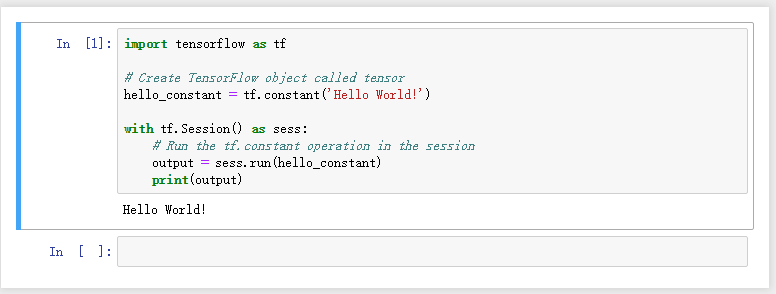 In [1]: import tensorflow as tf
# Create TensorFlow object called tensor
hello_constant = tf.constant('Hello World!')
with tf.Session() as sess:
# Run the tf.constant operation in the session
output = sess.run(hello_constant)
print(output)
Hello World!
In [ ]: